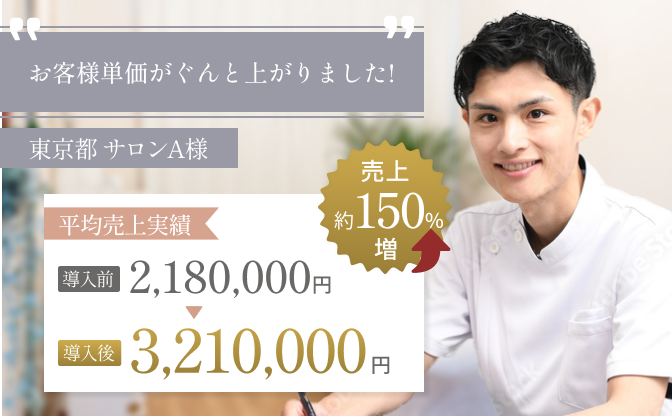 お客様単価がぐんと上がりました!
東京都 サロンA様
売上
約150%
増
平均売上実績
導入前 2,180,000円
導入後 3,210,000円